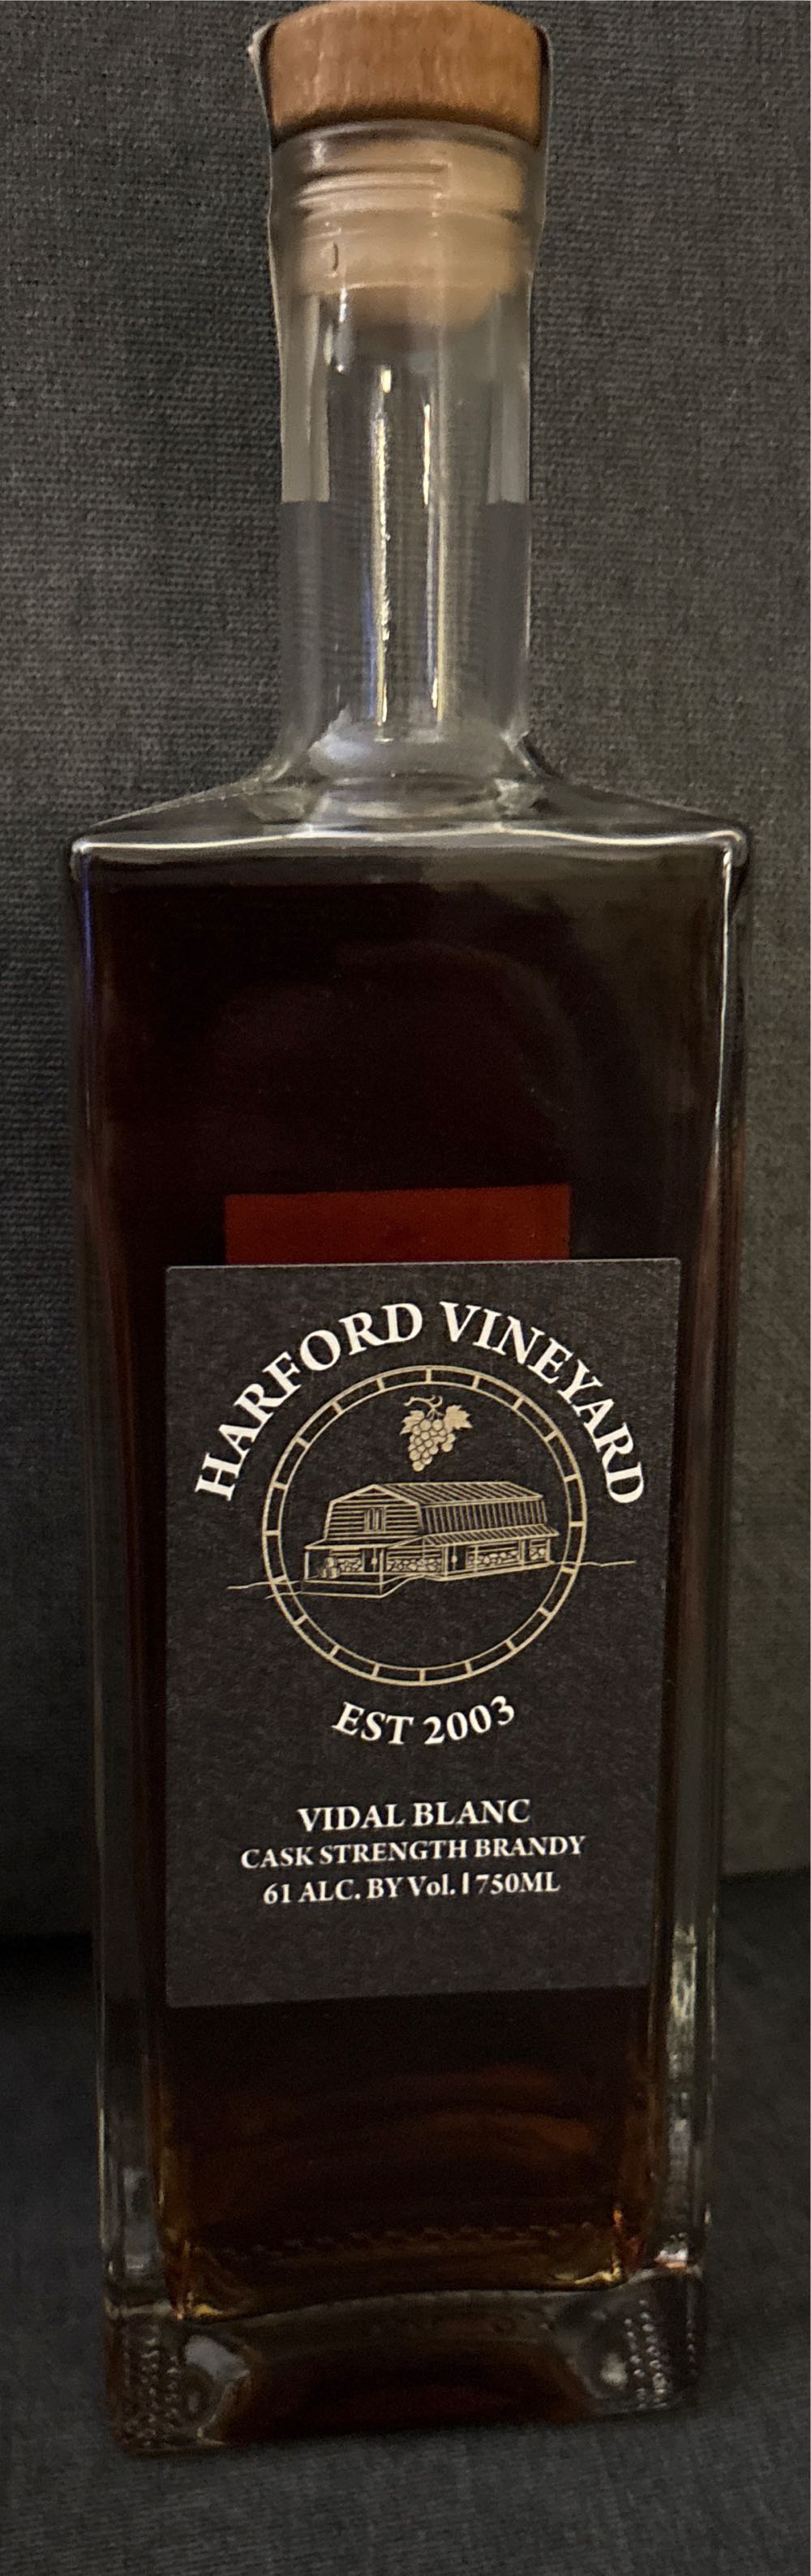 HARFORD VINEYARD
EST 2003
VIDAL BLANC
CASK STRENGTH BRANDY
61 ALC. BY Vol. | 750ML